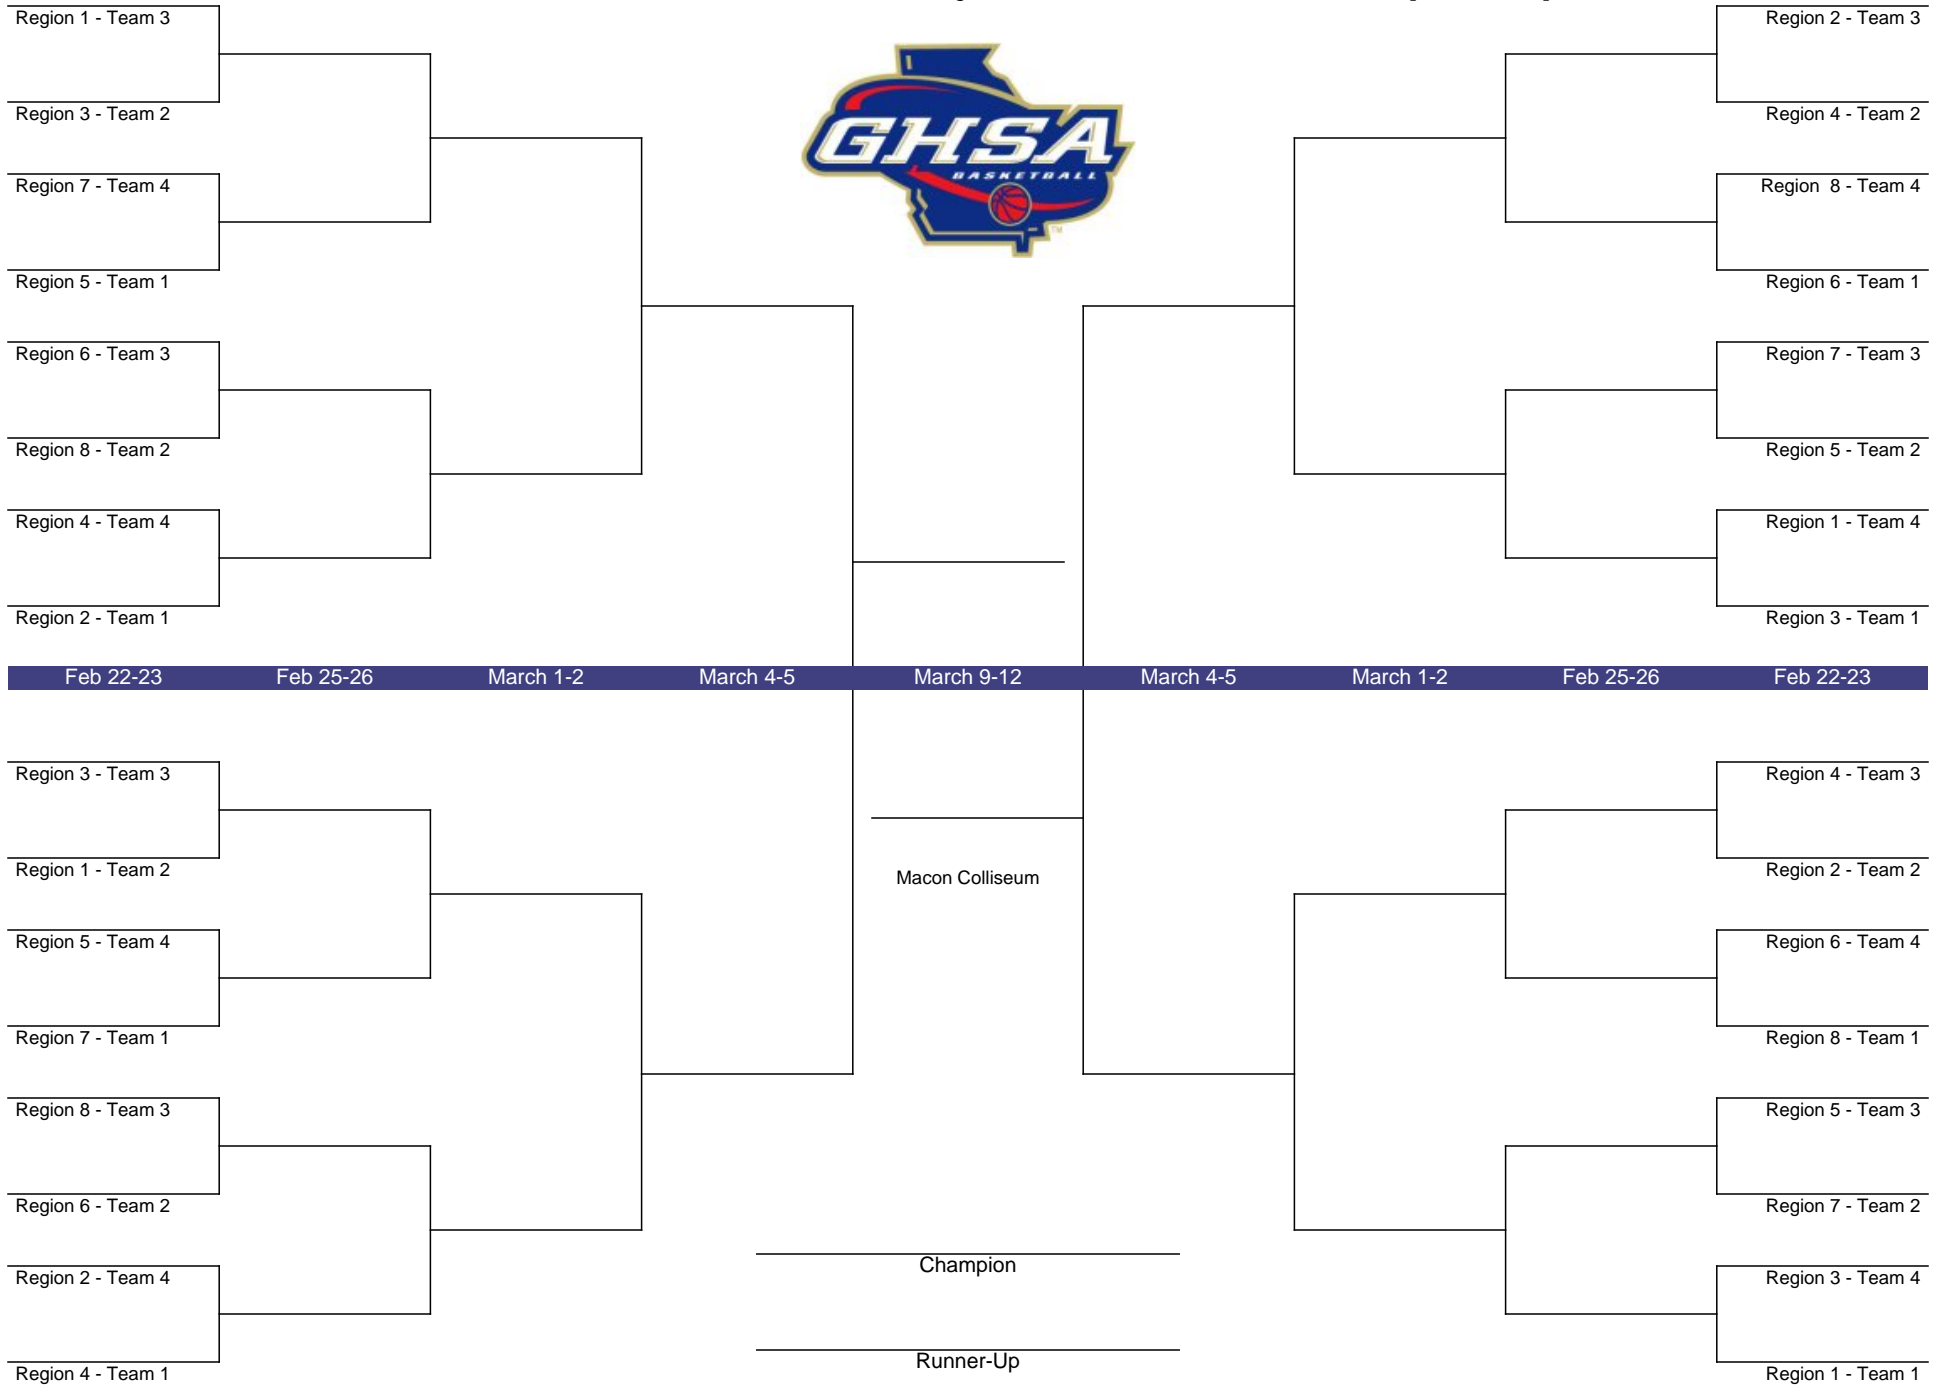 Region 1 - Team 3
Region 3 - Team 2
Region 7 - Team 4
Region 5 - Team 1
Region 6 - Team 3
Region 8 - Team 2
Region 4 - Team 4
Region 2 - Team 1
GHSA
BASKETBALL
TM
Region 2 - Team 3
Region 4 - Team 2
Region  8 - Team 4
Region 6 - Team 1
Region 7 - Team 3
Region 5 - Team 2
Region 1 - Team 4
Region 3 - Team 1
Feb 22-23 Feb 25-26 March 1-2 March 4-5 March 9-12 March 4-5 March 1-2 Feb 25-26 Feb 22-23
Region 3 - Team 3
Region 1 - Team 2
Region 5 - Team 4
Region 7 - Team 1
Region 8 - Team 3
Region 6 - Team 2
Region 2 - Team 4
Region 4 - Team 1
Macon Colliseum
Champion
Runner-Up
Region 4 - Team 3
Region 2 - Team 2
Region 6 - Team 4
Region 8 - Team 1
Region 5 - Team 3
Region 7 - Team 2
Region 3 - Team 4
Region 1 - Team 1